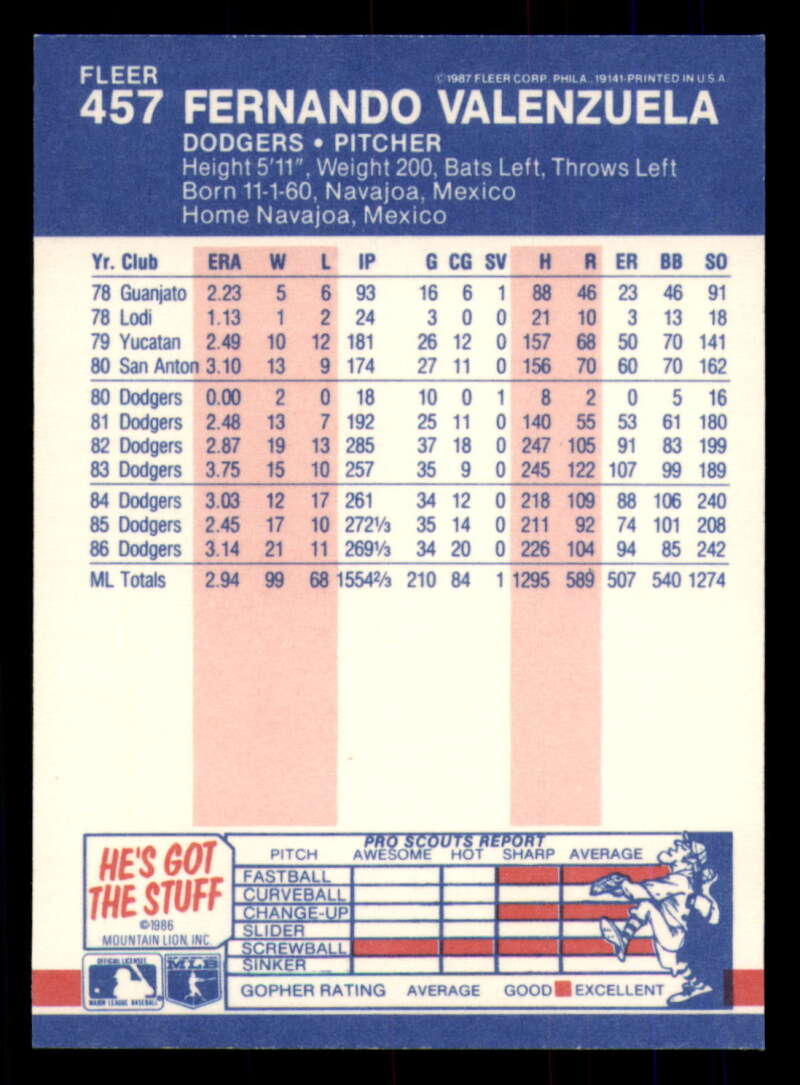 FLEER
©1987 FLEER CORP. PHILA., 19141-PRINTED IN U.S.A.
457 FERNANDO VALENZUELA
DODGERS • PITCHER
Height 5'11", Weight 200, Bats Left, Throws Left
Born 11-1-60, Navajoa, Mexico
Home Navajoa, Mexico
Yr. Club ERA W L IP G CG SV H R ER BB SO
78 Guanjato 2.23 5 6 93 16 6 1 88 46 23 46 91
78 Lodi 1.13 1 2 24 3 0 0 21 10 3 13 18
79 Yucatan 2.49 10 12 181 26 12 0 157 68 50 70 141
80 San Anton 3.10 13 9 174 27 11 0 156 70 60 70 162
80 Dodgers 0.00 2 0 18 10 0 1 8 2 0 5 16
81 Dodgers 2.48 13 7 192 25 11 0 140 55 53 61 180
82 Dodgers 2.87 19 13 285 37 18 0 247 105 91 83 199
83 Dodgers 3.75 15 10 257 35 9 0 245 122 107 99 189
84 Dodgers 3.03 12 17 261 34 12 0 218 109 88 106 240
85 Dodgers 2.45 17 10 272⅓ 35 14 0 211 92 74 101 208
86 Dodgers 3.14 21 11 269⅓ 34 20 0 226 104 94 85 242
ML Totals 2.94 99 68 1554⅔ 210 84 1 1295 589 507 540 1274
HE'S GOT
THE STUFF
©1986
MOUNTAIN LION, INC.
OFFICIAL LICENSEE
MAJOR LEAGUE BASEBALL
MLB
PRO SCOUTS REPORT
PITCH AWESOME HOT SHARP AVERAGE
FASTBALL
CURVEBALL
CHANGE-UP
SLIDER
SCREWBALL
SINKER
GOPHER RATING AVERAGE GOOD EXCELLENT